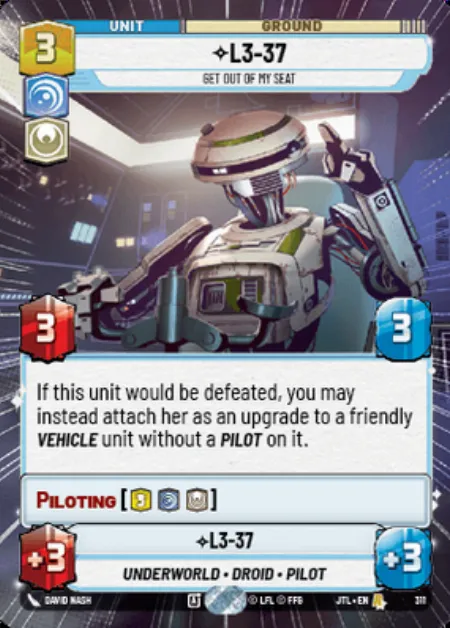 UNIT
GROUND
3
L3-37
GET OUT OF MY SEAT
3
3
If this unit would be defeated, you may
instead attach her as an upgrade to a friendly
VEHICLE unit without a PILOT on it.
PILOTING [3]
+3
L3-37
+3
UNDERWORLD • DROID • PILOT
DAVID NASH
© LFL © FFG
JTL • EN
311